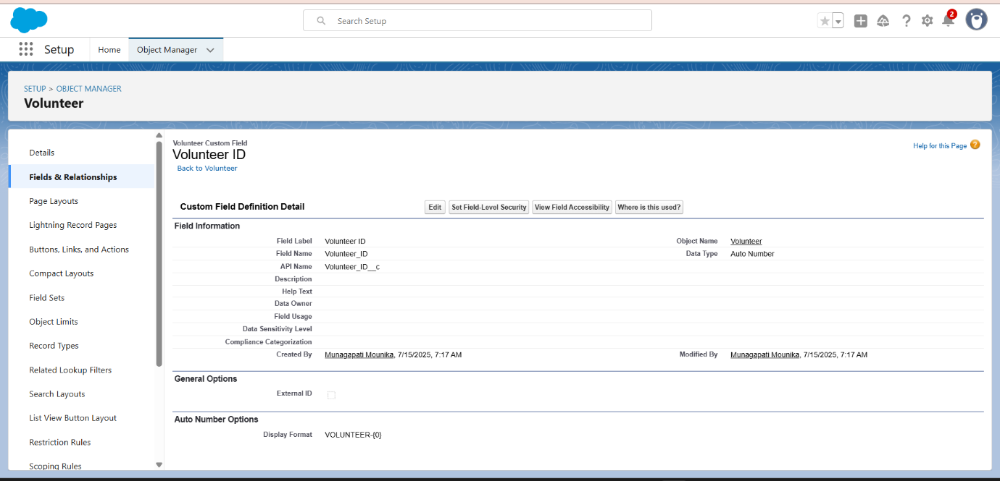 Search Setup
2
Setup
Home
Object Manager
SETUP > OBJECT MANAGER
Volunteer
Details
Fields & Relationships
Page Layouts
Lightning Record Pages
Buttons, Links, and Actions
Compact Layouts
Field Sets
Object Limits
Record Types
Related Lookup Filters
Search Layouts
List View Button Layout
Restriction Rules
Scoping Rules
Volunteer Custom Field
Volunteer ID
Back to Volunteer
Help for this Page ?
Custom Field Definition Detail
Edit
Set Field-Level Security
View Field Accessibility
Where is this used?
Field Information
Field Label Volunteer ID Object Name Volunteer
Field Name Volunteer_ID Data Type Auto Number
API Name Volunteer_ID__c
Description
Help Text
Data Owner
Field Usage
Data Sensitivity Level
Compliance Categorization
Created By Munagapati Mounika, 7/15/2025, 7:17 AM Modified By Munagapati Mounika, 7/15/2025, 7:17 AM
General Options
External ID
Auto Number Options
Display Format VOLUNTEER-{0}